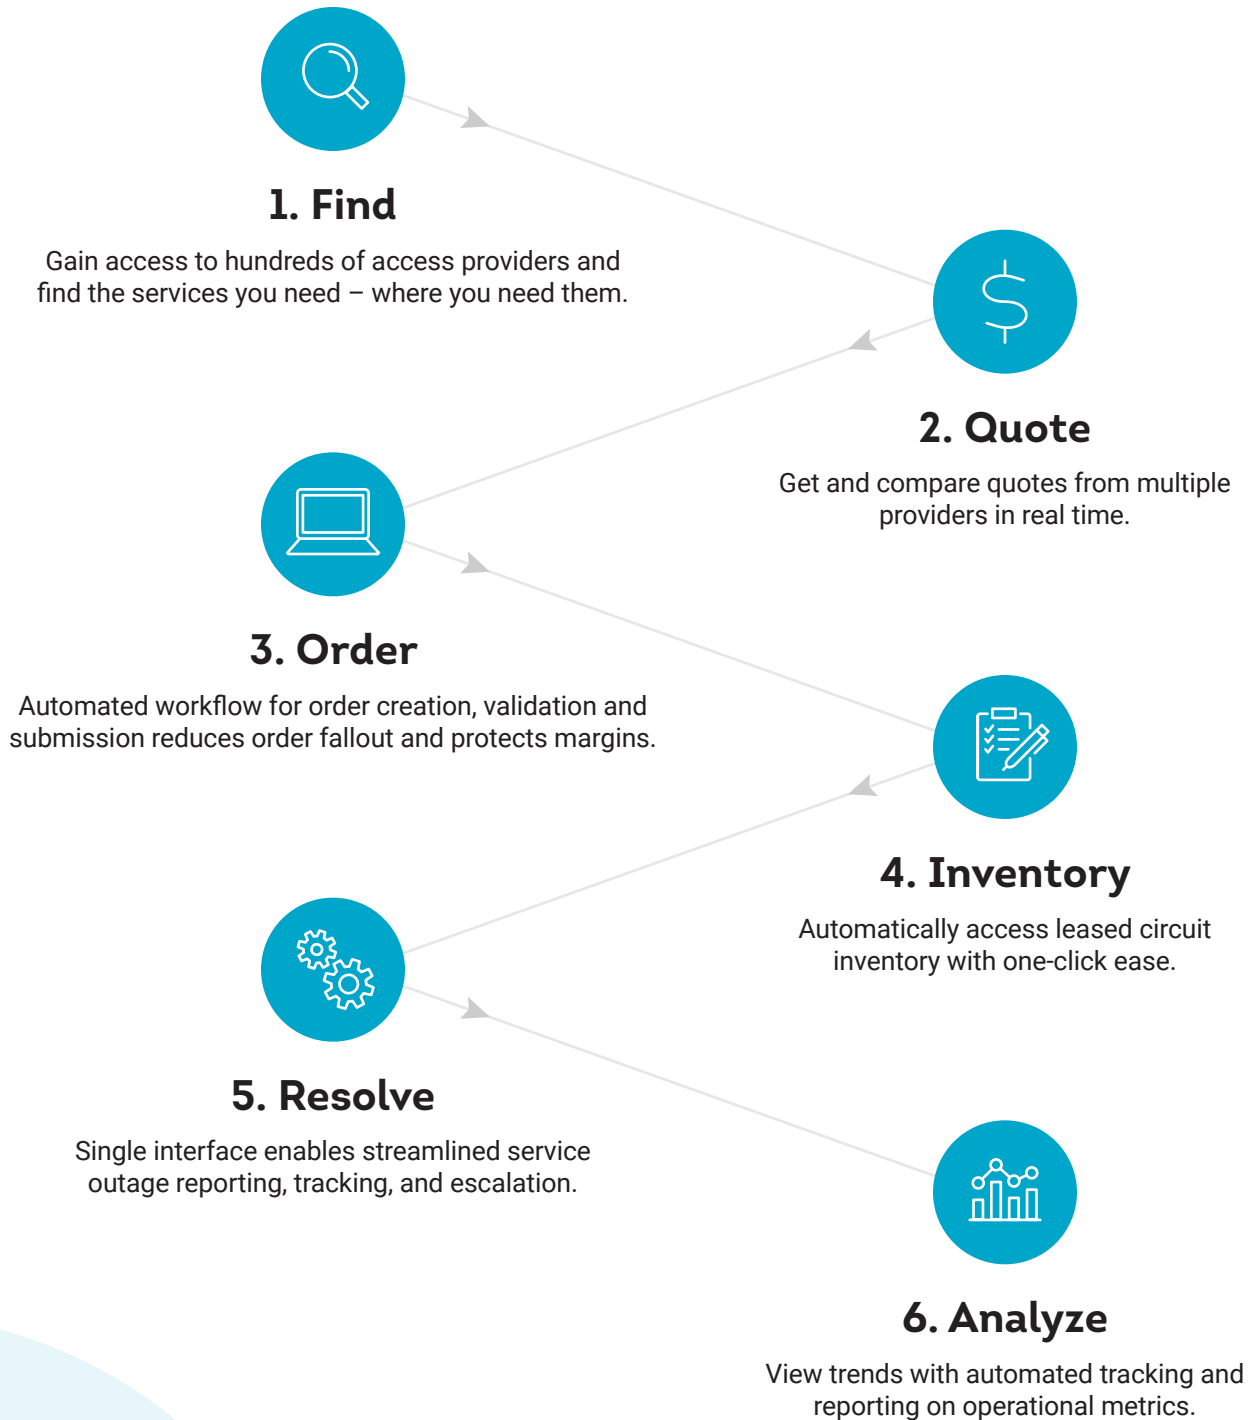 1. Find
Gain access to hundreds of access providers and
find the services you need – where you need them.
2. Quote
Get and compare quotes from multiple
providers in real time.
3. Order
Automated workflow for order creation, validation and
submission reduces order fallout and protects margins.
4. Inventory
Automatically access leased circuit
inventory with one-click ease.
5. Resolve
Single interface enables streamlined service
outage reporting, tracking, and escalation.
6. Analyze
View trends with automated tracking and
reporting on operational metrics.